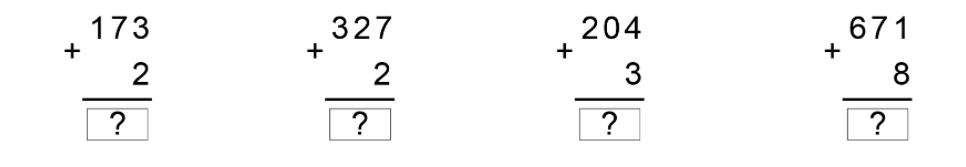 173 327 204 671
+ + + +
2 2 3 8
? ? ? ?